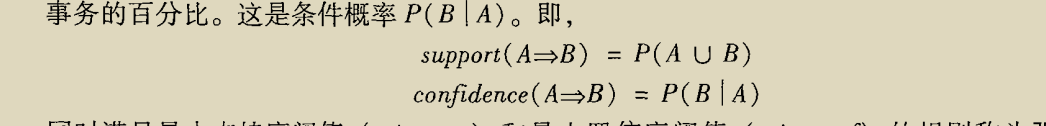 事务的百分比。这是条件概率 P(B|A)。即,
support(A⇒B) = P(A ∪ B)
confidence(A⇒B) = P(B|A)